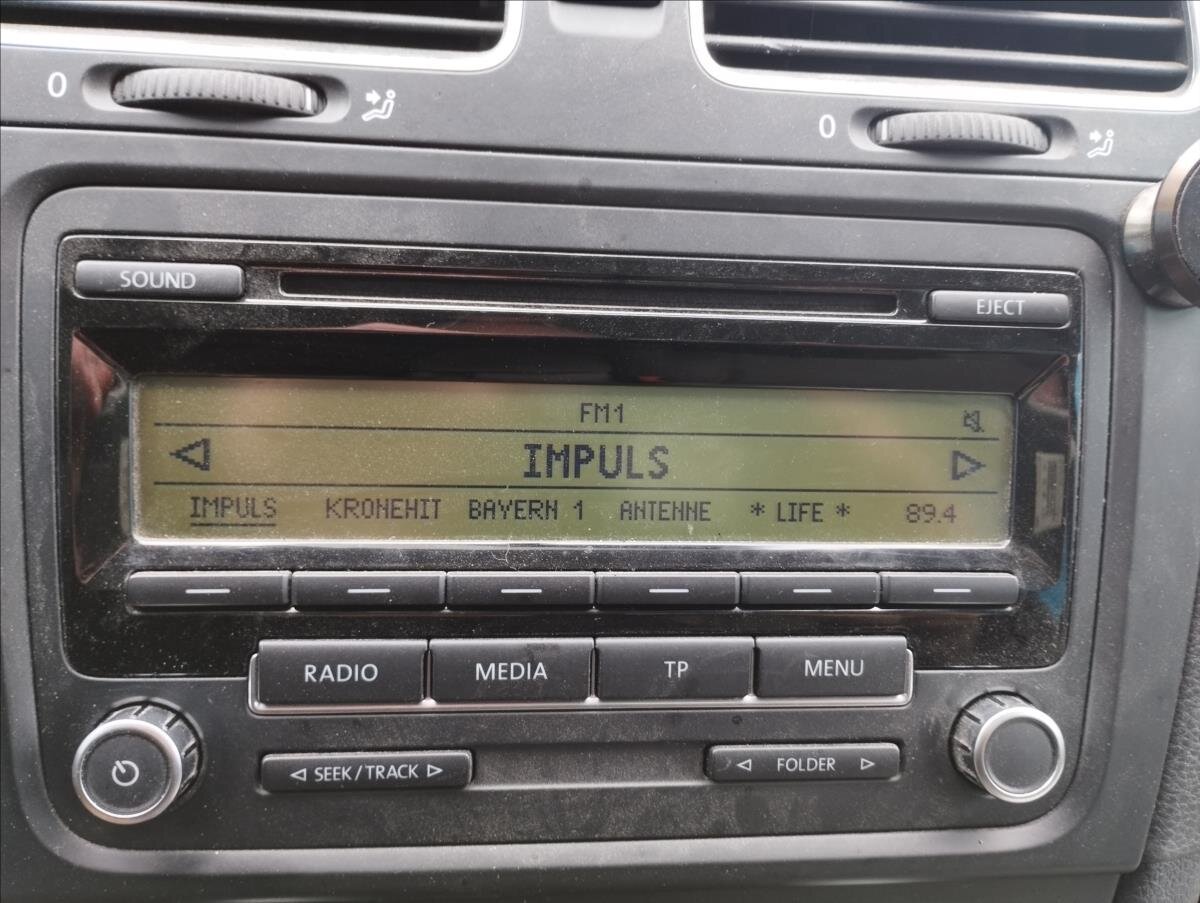 0
0
SOUND
EJECT
FM1
IMPULS
IMPULS KRONEHIT BAYERN 1 ANTENNE * LIFE * 89.4
RADIO MEDIA TP MENU
SEEK/TRACK
FOLDER